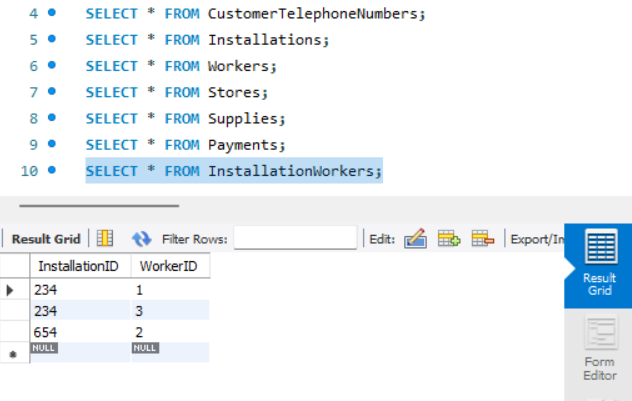 4 SELECT * FROM CustomerTelephoneNumbers;
5 SELECT * FROM Installations;
6 SELECT * FROM Workers;
7 SELECT * FROM Stores;
8 SELECT * FROM Supplies;
9 SELECT * FROM Payments;
10 SELECT * FROM InstallationWorkers;
Result Grid Filter Rows: Edit: Export/Im
InstallationID WorkerID
234 1
234 3
654 2
NULL NULL
Result
Grid
Form
Editor